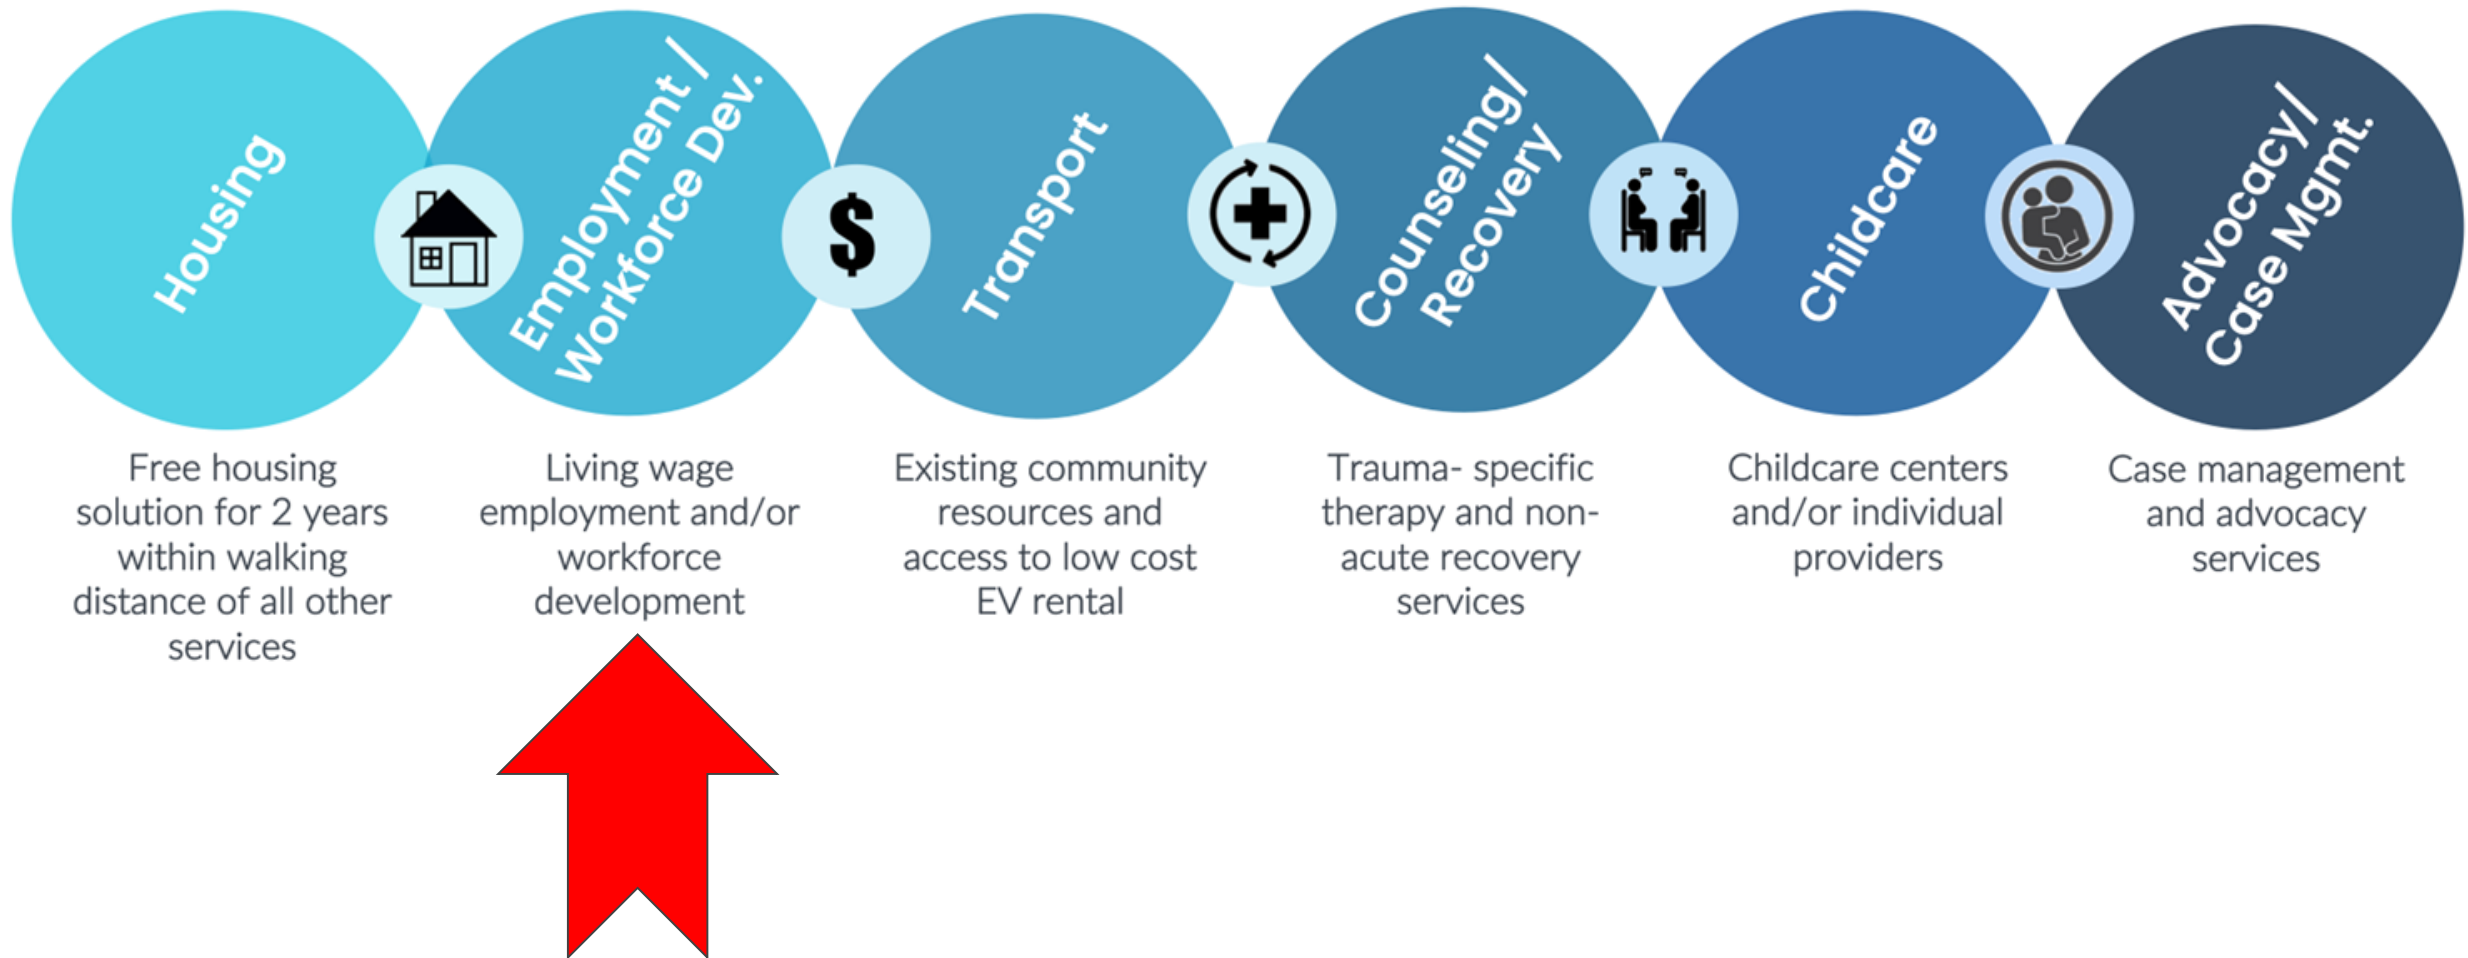 Housing
Employment /
Workforce Dev.
$
Transport
Counseling/
Recovery
Childcare
Advocacy/
Case Mgmt.
Free housing
solution for 2 years
within walking
distance of all other
services
Living wage
employment and/or
workforce
development
Existing community
resources and
access to low cost
EV rental
Trauma- specific
therapy and non-
acute recovery
services
Childcare centers
and/or individual
providers
Case management
and advocacy
services